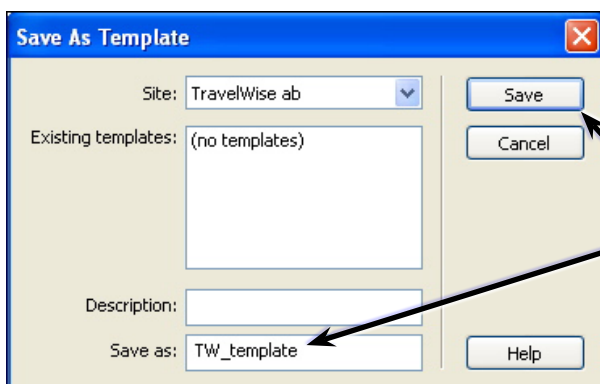 Save As Template
Site: TravelWise ab
Save
Existing templates: (no templates)
Cancel
Description:
Save as: TW_template
Help